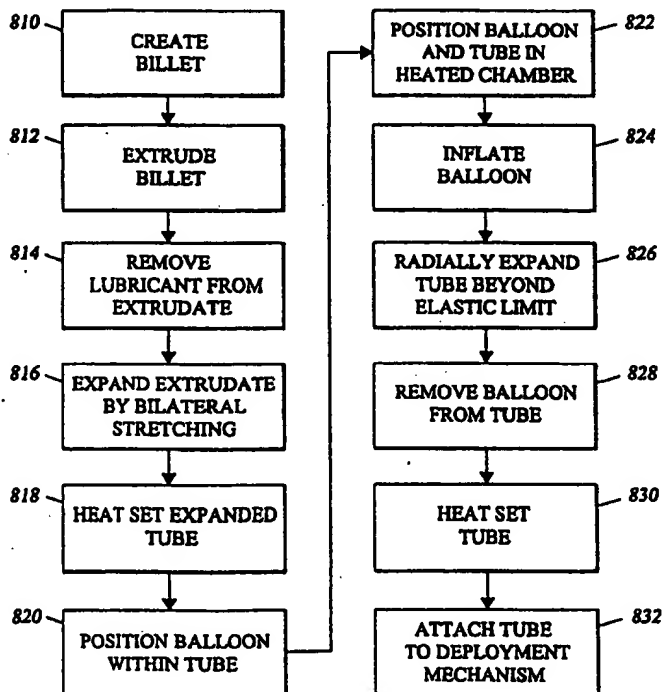 810
CREATE
BILLET
812
EXTRUDE
BILLET
814
REMOVE
LUBRICANT FROM
EXTRUDATE
816
EXPAND EXTRUDATE
BY BILATERAL
STRETCHING
818
HEAT SET EXPANDED
TUBE
820
POSITION BALLOON
WITHIN TUBE
822
POSITION BALLOON
AND TUBE IN
HEATED CHAMBER
824
INFLATE
BALLOON
826
RADIALLY EXPAND
TUBE BEYOND
ELASTIC LIMIT
828
REMOVE BALLOON
FROM TUBE
830
HEAT SET
TUBE
832
ATTACH TUBE
TO DEPLOYMENT
MECHANISM